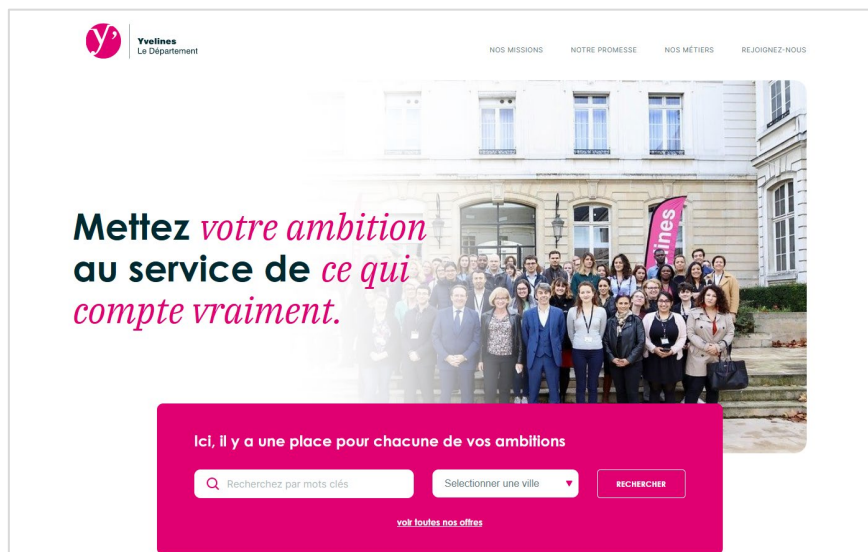 y'
Yvelines
Le Département
NOS MISSIONS
NOTRE PROMESSE
NOS MÉTIERS
REJOIGNEZ-NOUS
Mettez votre ambition
au service de ce qui
compte vraiment.
lines
Ici, il y a une place pour chacune de vos ambitions
Recherchez par mots clés
Selectionner une ville
RECHERCHER
voir toutes nos offres